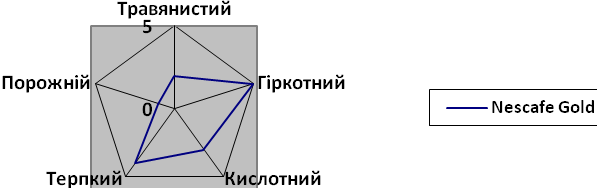 Травянистий
5
Порожній
Гіркотний
0
Nescafe Gold
Терпкий
Кислотний